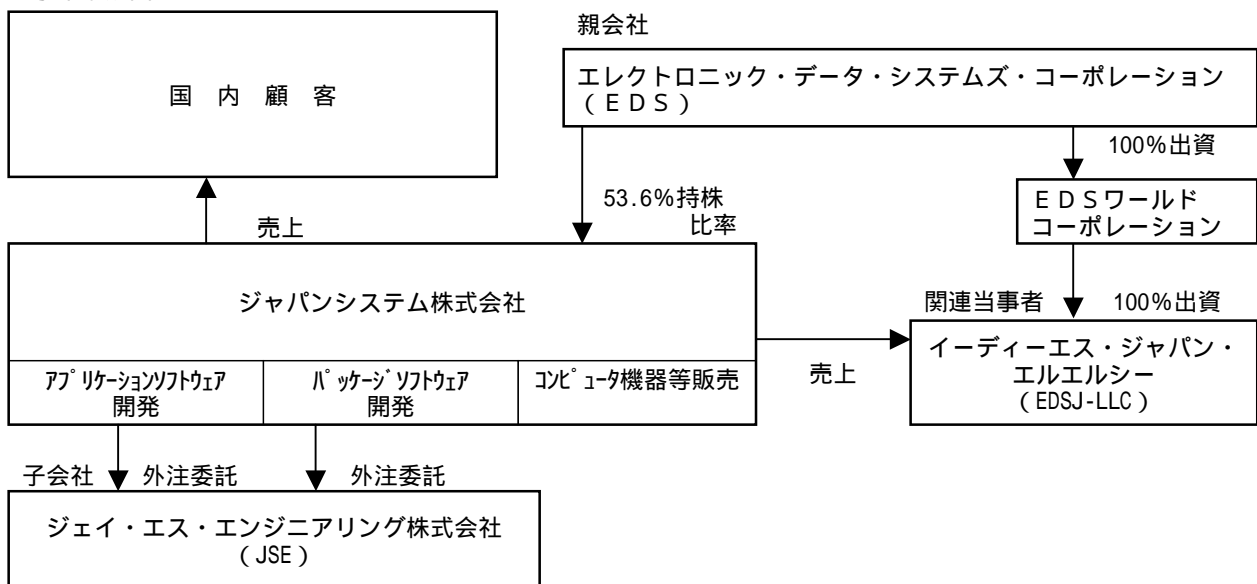 親会社
エレクトロニック・データ・システムズ・コーポレーション
（ＥＤＳ）
国 内 顧 客
100％出資
53.6％持株
比率
ＥＤＳワールド
コーポレーション
売上
ジャパンシステム株式会社
関連当事者 100％出資
イーディーエス・ジャパン・
エルエルシー
（EDSJ-LLC）
売上
ｱﾌﾟﾘｹｰｼｮﾝｿﾌﾄｳｪｱ
開発
ﾊﾟｯｹｰｼﾞｿﾌﾄｳｪｱ
開発
ｺﾝﾋﾟｭｰﾀ機器等販売
子会社 外注委託 外注委託
ジェイ・エス・エンジニアリング株式会社
（JSE）